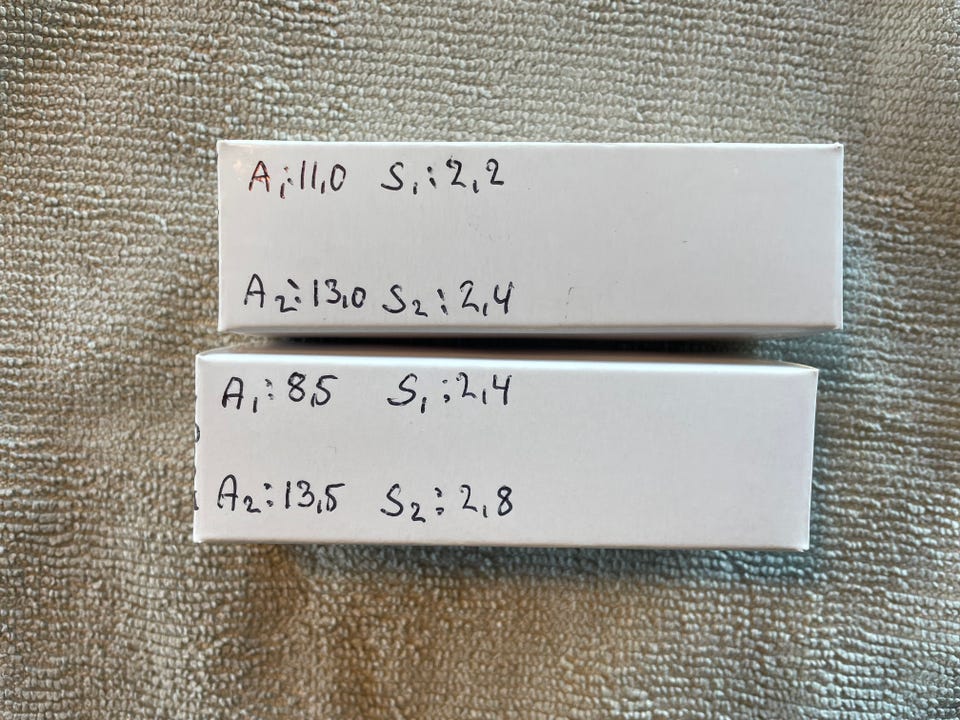 A₁:11,0 S₁:2,2
A₂:13,0 S₂:2,4
A₁:8,5 S₁:2,4
A₂:13,5 S₂:2,8